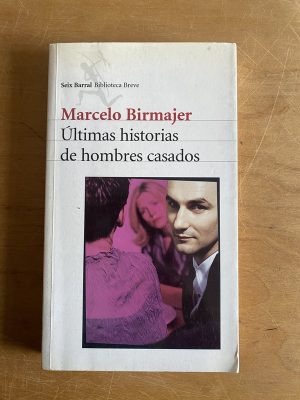 Seix Barral Biblioteca Breve
Marcelo Birmajer
Últimas historias
de hombres casados